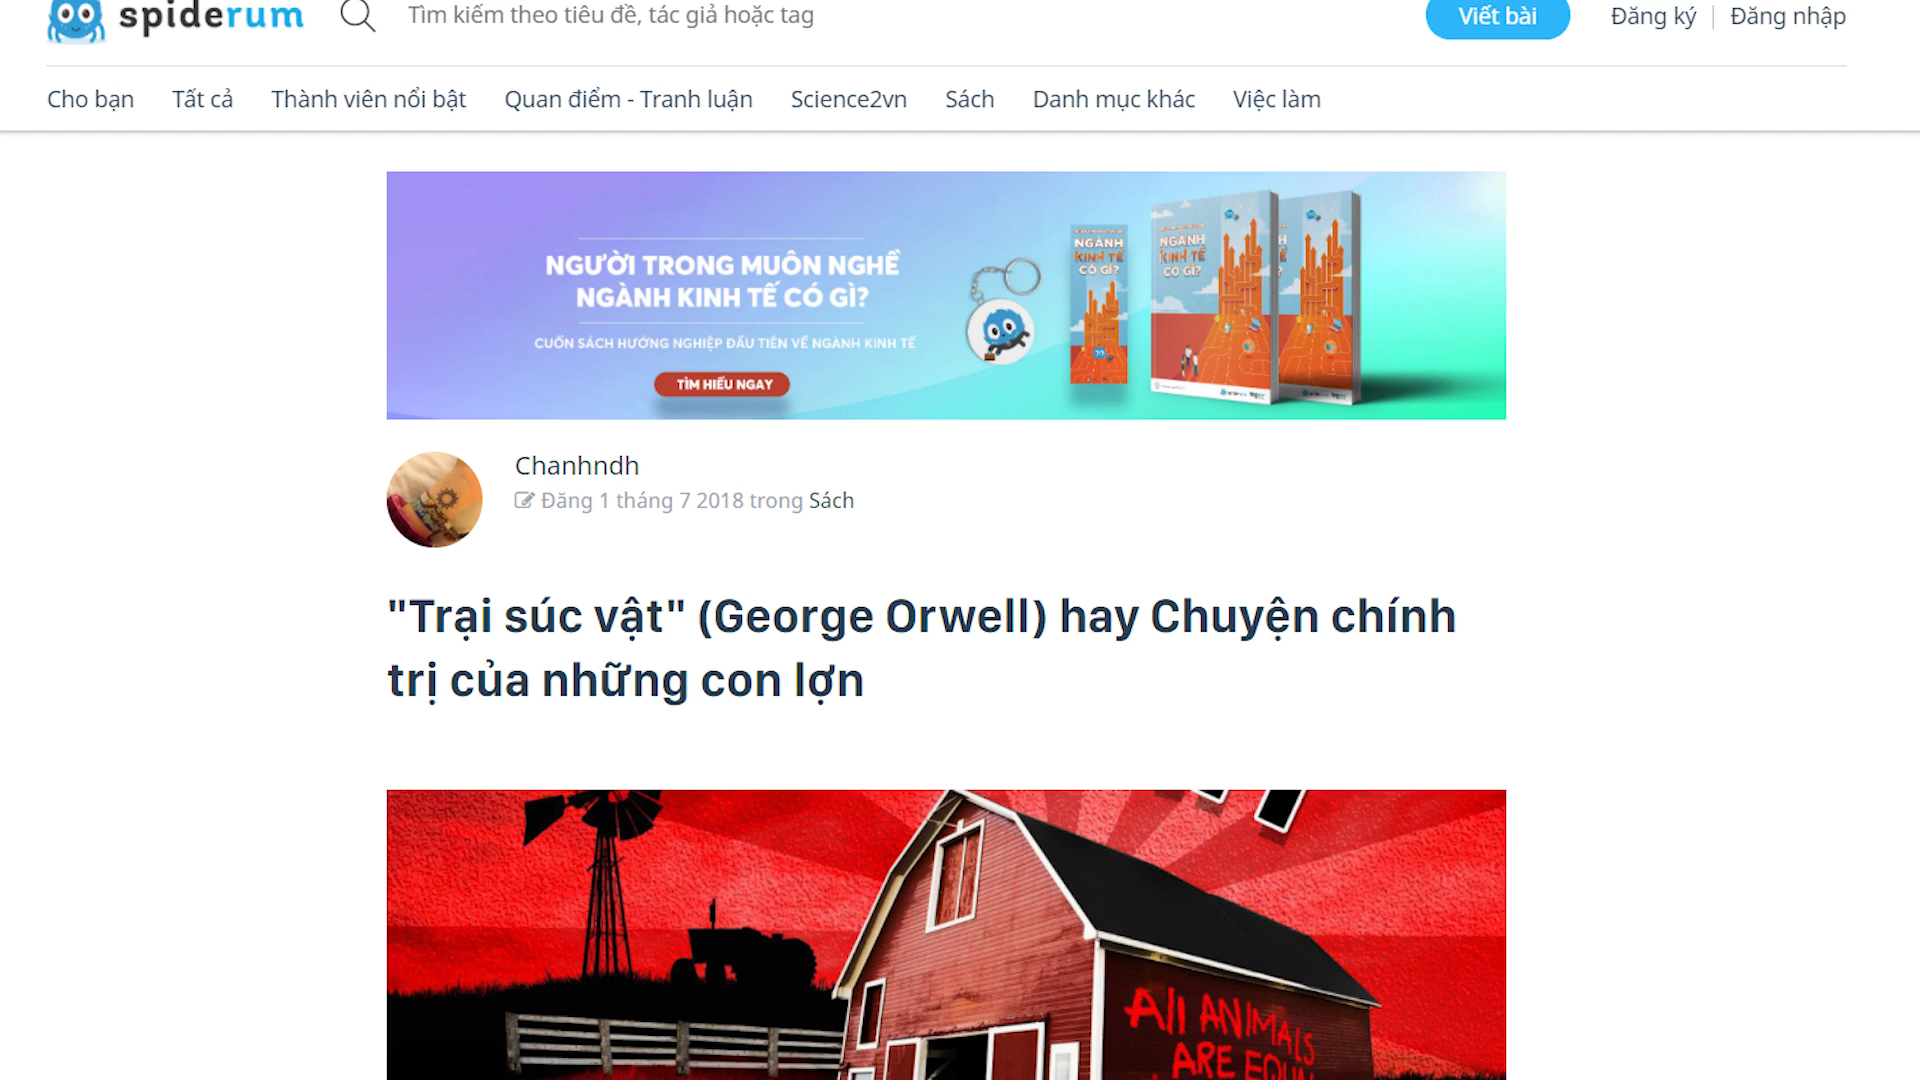 spiderum
Tìm kiếm theo tiêu đề, tác giả hoặc tag
Viết bài
Đăng ký
Đăng nhập
Cho bạn
Tất cả
Thành viên nổi bật
Quan điểm - Tranh luận
Science2vn
Sách
Danh mục khác
Việc làm
NGƯỜI TRONG MUÔN NGHỀ
NGÀNH KINH TẾ CÓ GÌ?
CUỐN SÁCH HƯỚNG NGHIỆP ĐẦU TIÊN VỀ NGÀNH KINH TẾ
TÌM HIỂU NGAY
NGÀNH
KINH TẾ
CÓ GÌ?
NGÀNH
KINH TẾ
CÓ GÌ?
Chanhndh
Đăng 1 tháng 7 2018 trong Sách
"Trại súc vật" (George Orwell) hay Chuyện chính
trị của những con lợn
All ANIMALS
ARE